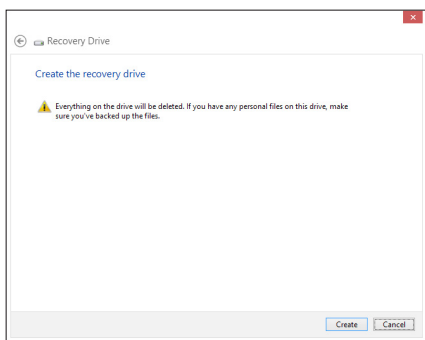 Recovery Drive
Create the recovery drive
Everything on the drive will be deleted. If you have any personal files on this drive, make
sure you've backed up the files.
Create Cancel